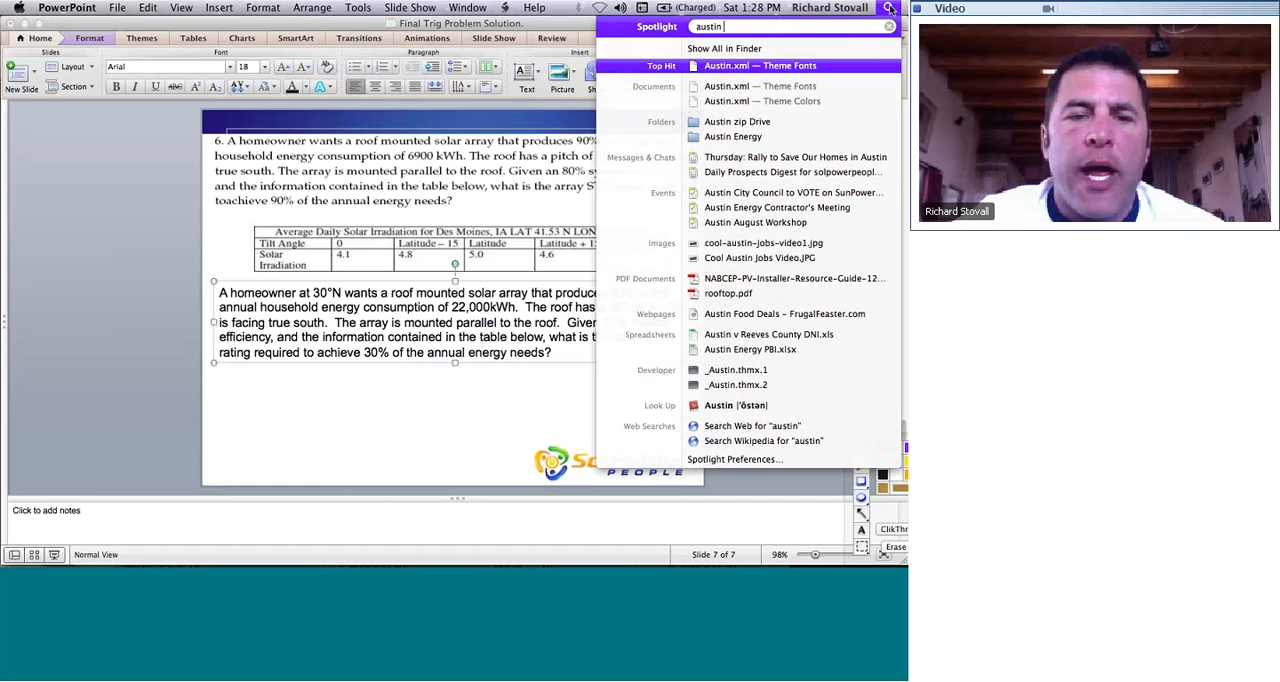 PowerPoint File Edit View Insert Format Arrange Tools Slide Show Window Help (Charged) Sat 1:28 PM Richard Stovall
Video
Final Trig Problem Solution.
Spotlight austin
Home Format Themes Tables Charts SmartArt Transitions Animations Slide Show Review
Slides Font Paragraph Insert
Layout Arial 18
New Slide Section B I U ABC A² A₂ A A Text Picture
Show All in Finder
Top Hit Austin.xml — Theme Fonts
Documents Austin.xml — Theme Fonts
Austin.xml — Theme Colors
Folders Austin zip Drive
Austin Energy
Messages & Chats Thursday: Rally to Save Our Homes in Austin
Daily Prospects Digest for solpowerpeopl...
Events Austin City Council to VOTE on SunPower...
Austin Energy Contractor's Meeting
Austin August Workshop
Images cool-austin-jobs-video1.jpg
Cool Austin Jobs Video.JPG
PDF Documents NABCEP-PV-Installer-Resource-Guide-12...
rooftop.pdf
Webpages Austin Food Deals – FrugalFeaster.com
Spreadsheets Austin v Reeves County DNI.xls
Austin Energy PBI.xlsx
Developer _Austin.thmx.1
_Austin.thmx.2
Look Up Austin |ˈôstən|
Web Searches Search Web for "austin"
Search Wikipedia for "austin"
Spotlight Preferences...
6. A homeowner wants a roof mounted solar array that produces 90%
household energy consumption of 6900 kWh. The roof has a pitch of
true south. The array is mounted parallel to the roof. Given an 80% s
and the information contained in the table below, what is the array S
toachieve 90% of the annual energy needs?
Average Daily Solar Irradiation for Des Moines, IA LAT 41.53 N LON
Tilt Angle 0 Latitude – 15 Latitude Latitude + 1
Solar 4.1 4.8 5.0 4.6
Irradiation
A homeowner at 30°N wants a roof mounted solar array that produce
annual household energy consumption of 22,000kWh. The roof has
is facing true south. The array is mounted parallel to the roof. Given
efficiency, and the information contained in the table below, what is t
rating required to achieve 30% of the annual energy needs?
PEOPLE
Click to add notes
Normal View Slide 7 of 7 98%
A ClikThr
Erase
Richard Stovall